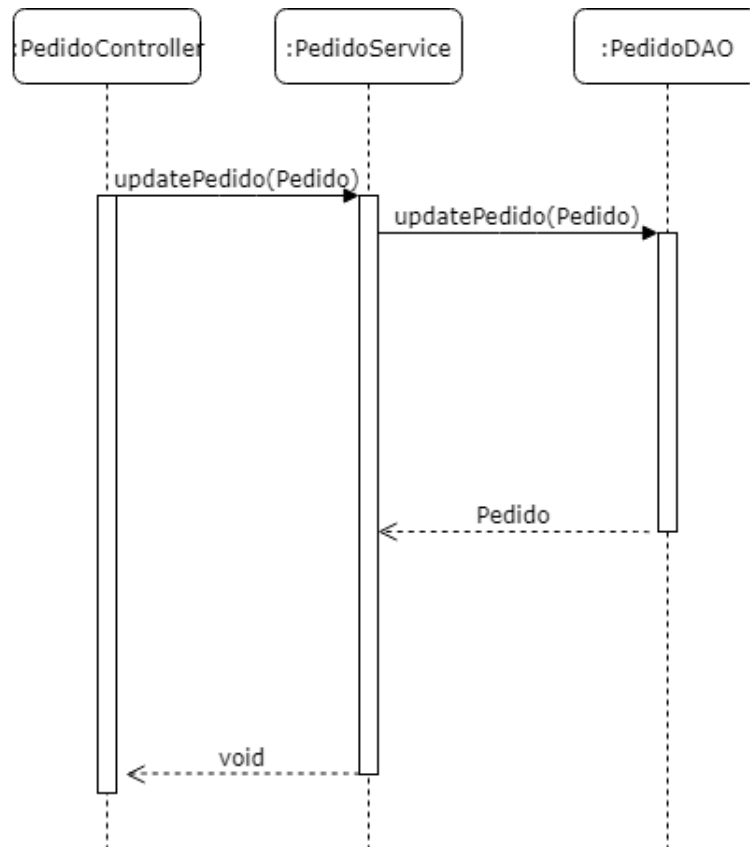 :PedidoController
:PedidoService
:PedidoDAO
updatePedido(Pedido)
updatePedido(Pedido)
Pedido
void